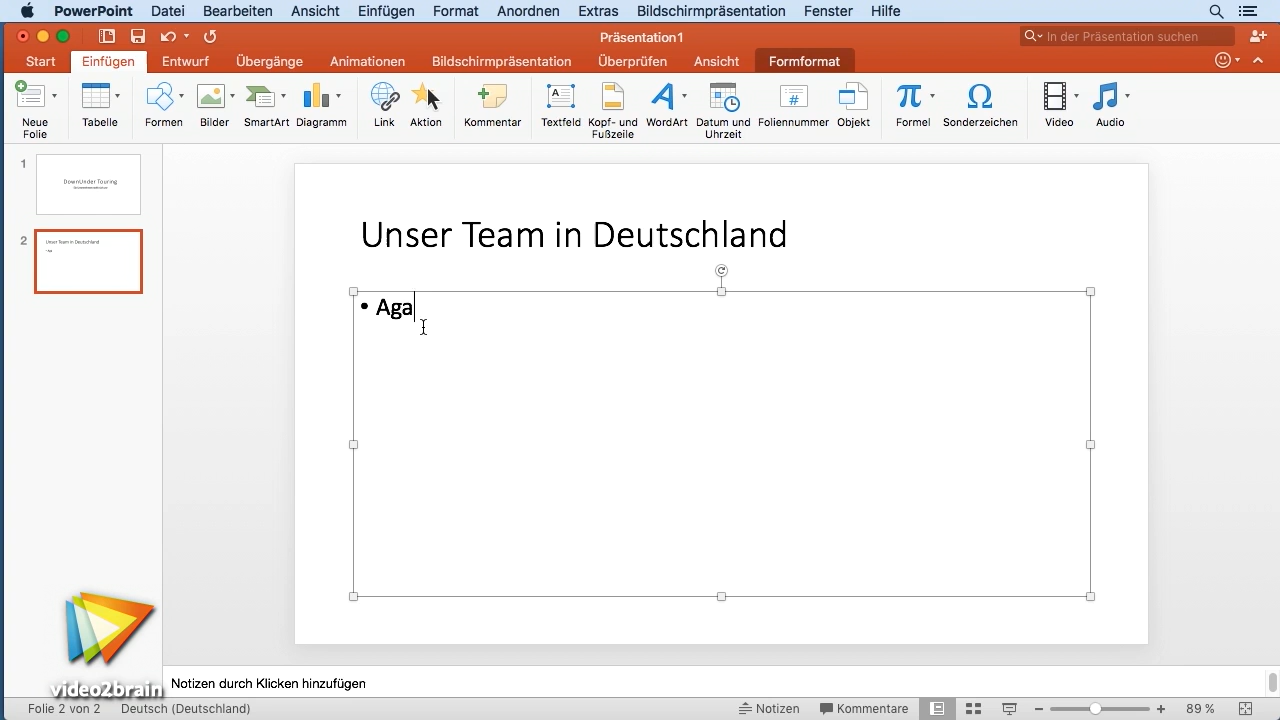 PowerPoint Datei Bearbeiten Ansicht Einfügen Format Anordnen Extras Bildschirmpräsentation Fenster Hilfe
Präsentation1
In der Präsentation suchen
Start Einfügen Entwurf Übergänge Animationen Bildschirmpräsentation Überprüfen Ansicht Formformat
Neue Folie
Tabelle
Formen
Bilder
SmartArt
Diagramm
Link
Aktion
Kommentar
Textfeld
Kopf- und Fußzeile
WordArt
Datum und Uhrzeit
Foliennummer
Objekt
Formel
Sonderzeichen
Video
Audio
1
DownUnder Touring
2
Unser Team in Deutschland
• Aga
Unser Team in Deutschland
• Aga
video2brain
Notizen durch Klicken hinzufügen
Folie 2 von 2 Deutsch (Deutschland) Notizen Kommentare 89 %